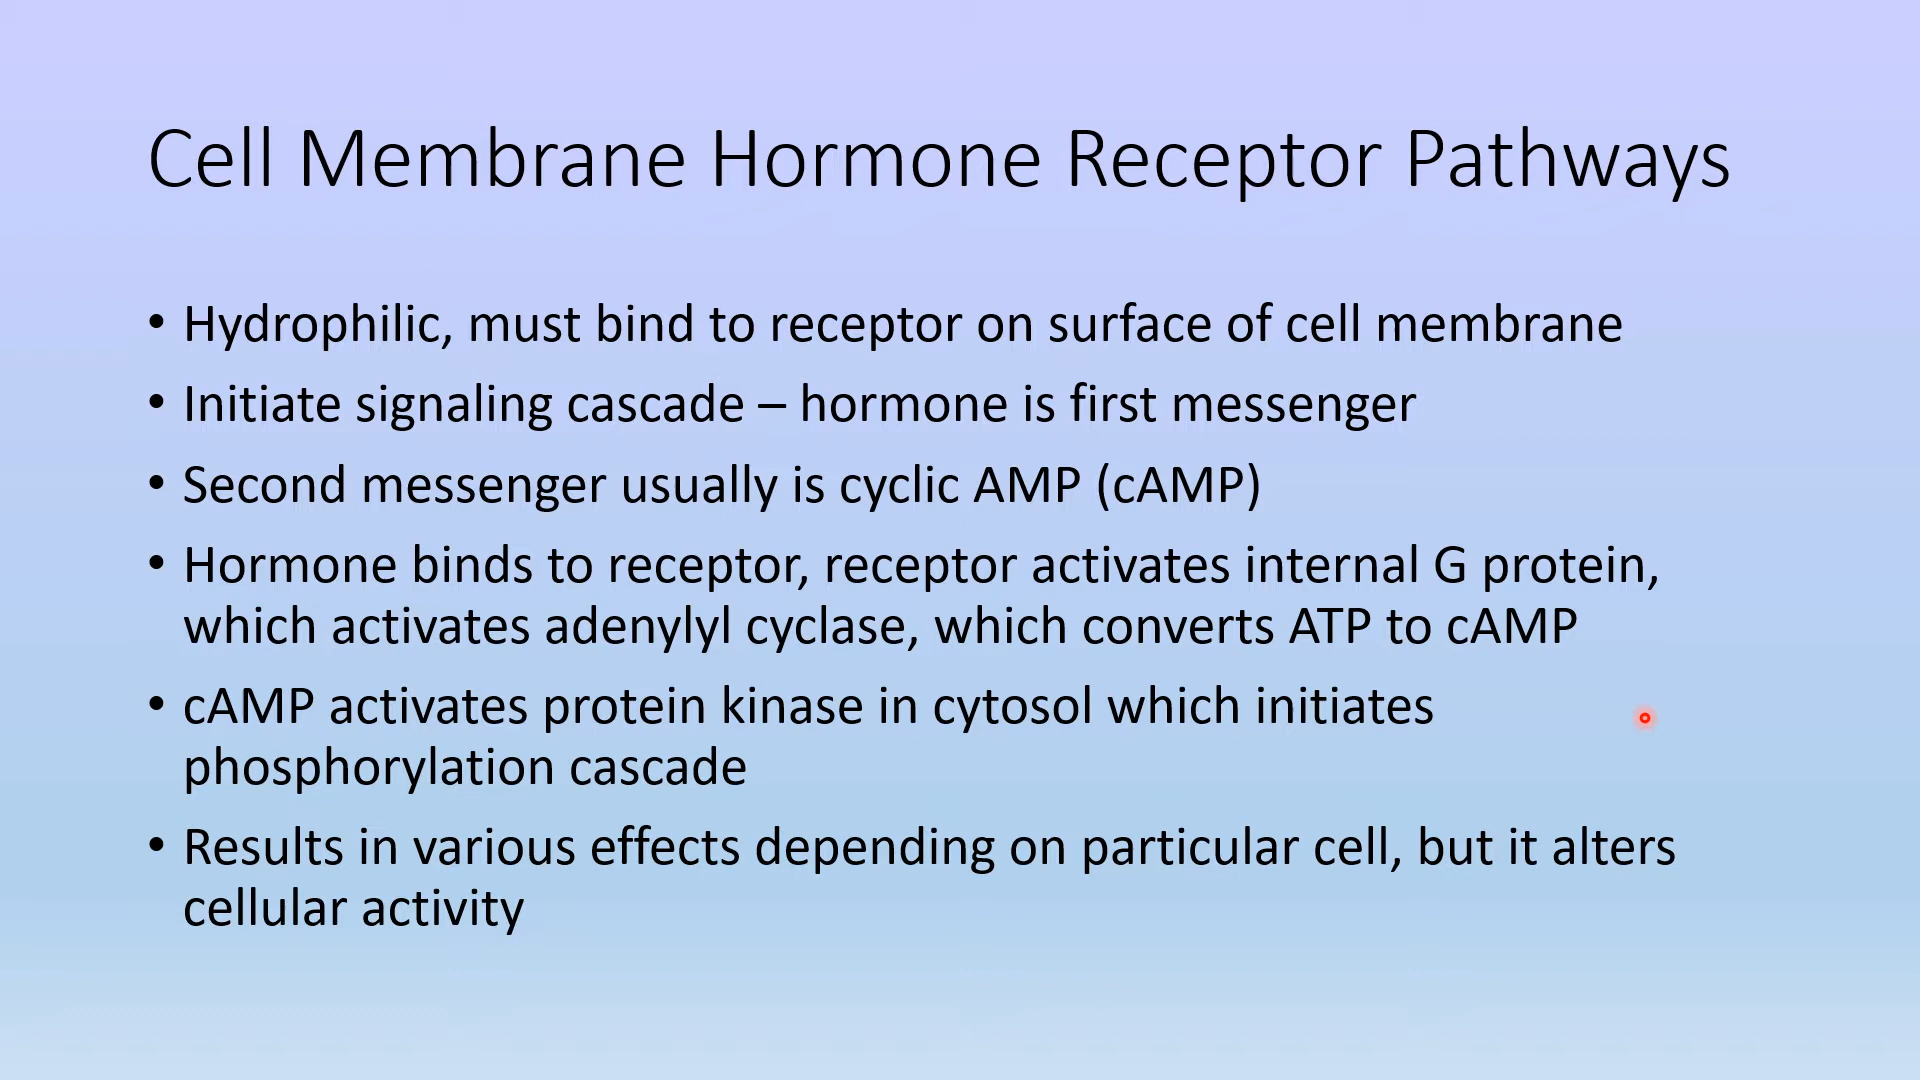 Cell Membrane Hormone Receptor Pathways
• Hydrophilic, must bind to receptor on surface of cell membrane
• Initiate signaling cascade – hormone is first messenger
• Second messenger usually is cyclic AMP (cAMP)
• Hormone binds to receptor, receptor activates internal G protein,
which activates adenylyl cyclase, which converts ATP to cAMP
• cAMP activates protein kinase in cytosol which initiates
phosphorylation cascade
• Results in various effects depending on particular cell, but it alters
cellular activity